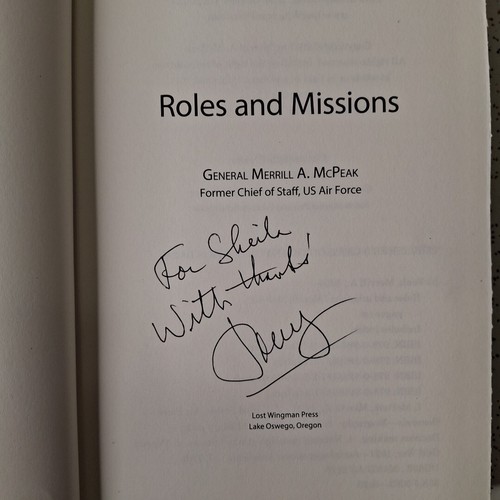 Roles and Missions
GENERAL MERRILL A. MCPEAK
Former Chief of Staff, US Air Force
For Sheila
With thanks!
Tony
Lost Wingman Press
Lake Oswego, Oregon